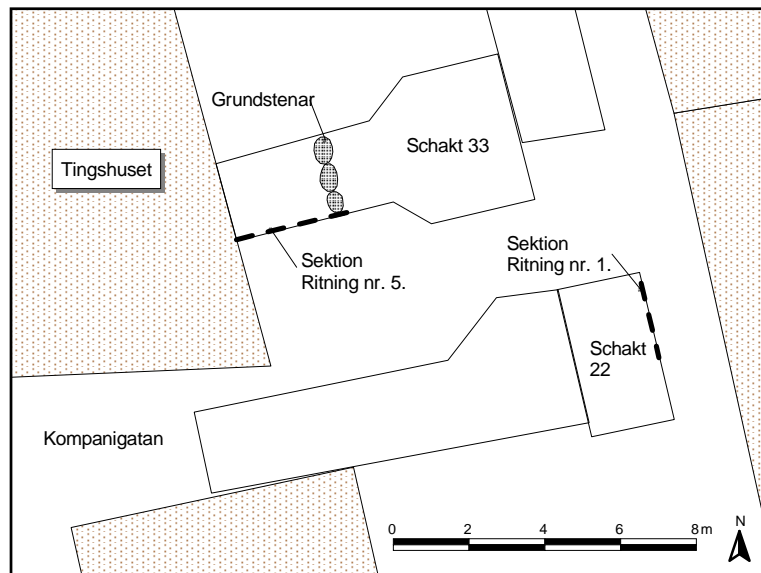 Grundstenar
Schakt 33
Tingshuset
Sektion
Ritning nr. 5.
Sektion
Ritning nr. 1.
Schakt
22
Kompanigatan
0 2 4 6 8 m
N